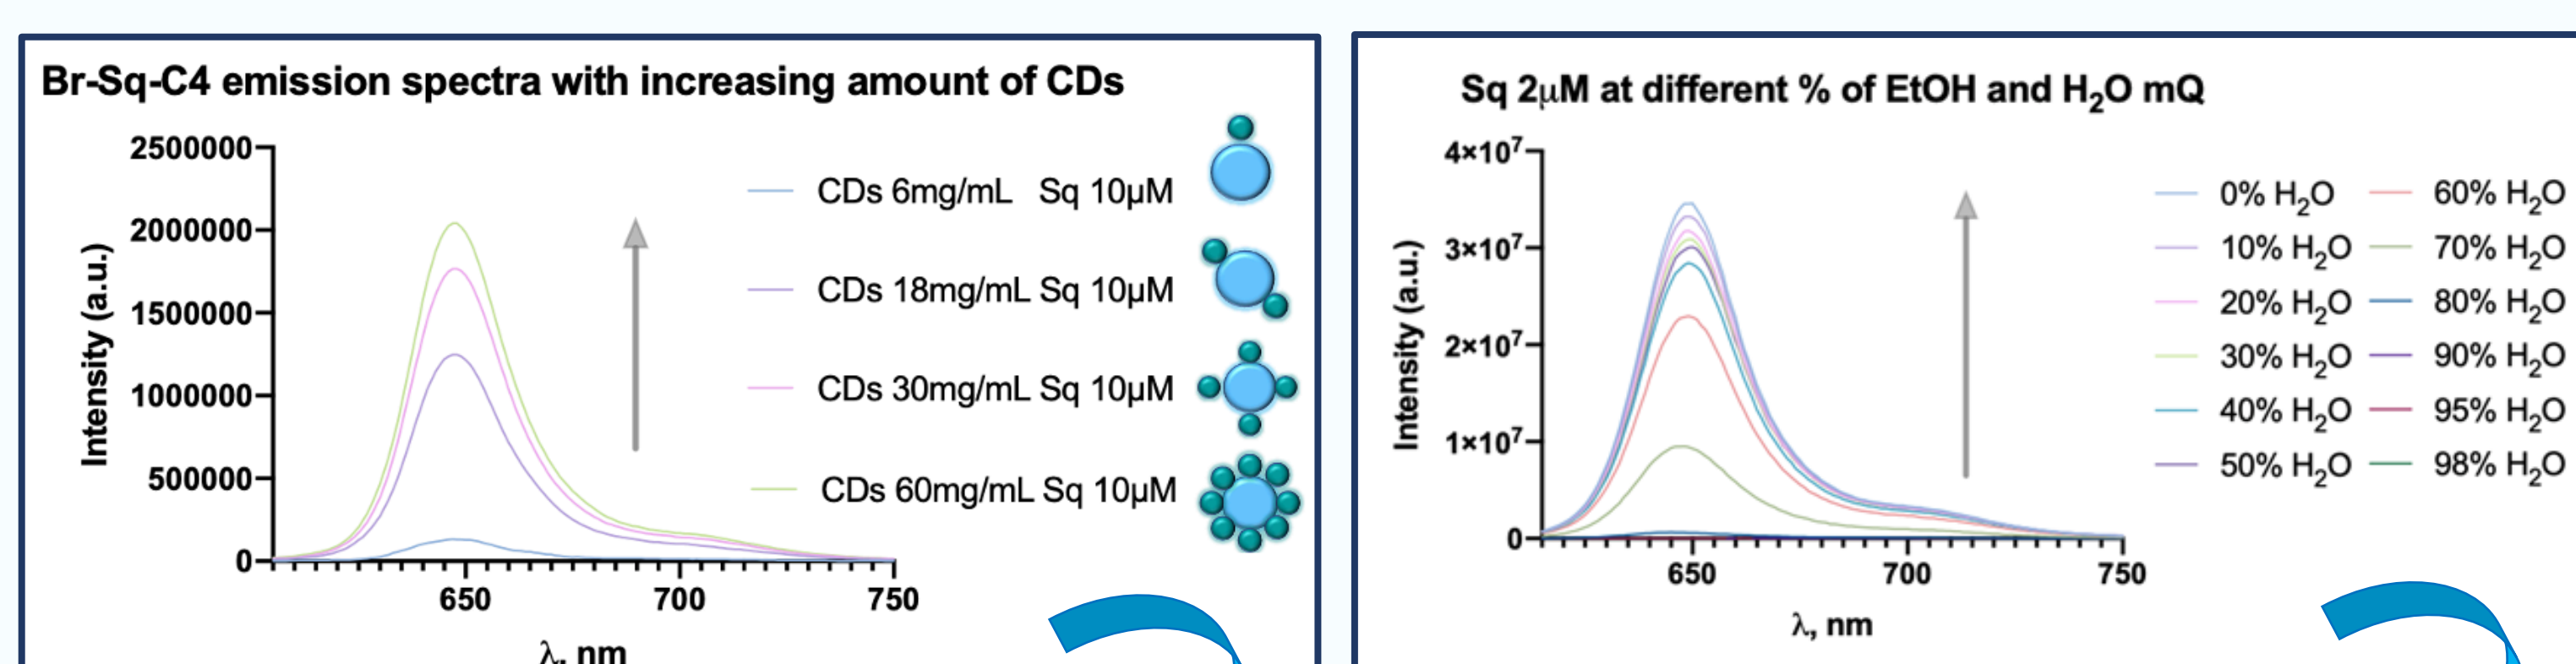 Br-Sq-C4 emission spectra with increasing amount of CDs
Intensity (a.u.)
2500000
2000000
1500000
1000000
500000
0
650
700
750
λ, nm
CDs 6mg/mL Sq 10µM
CDs 18mg/mL Sq 10µM
CDs 30mg/mL Sq 10µM
CDs 60mg/mL Sq 10µM
Sq 2µM at different % of EtOH and H₂O mQ
Intensity (a.u.)
4×10⁷
3×10⁷
2×10⁷
1×10⁷
0
650
700
750
λ, nm
0% H₂O
10% H₂O
20% H₂O
30% H₂O
40% H₂O
50% H₂O
60% H₂O
70% H₂O
80% H₂O
90% H₂O
95% H₂O
98% H₂O